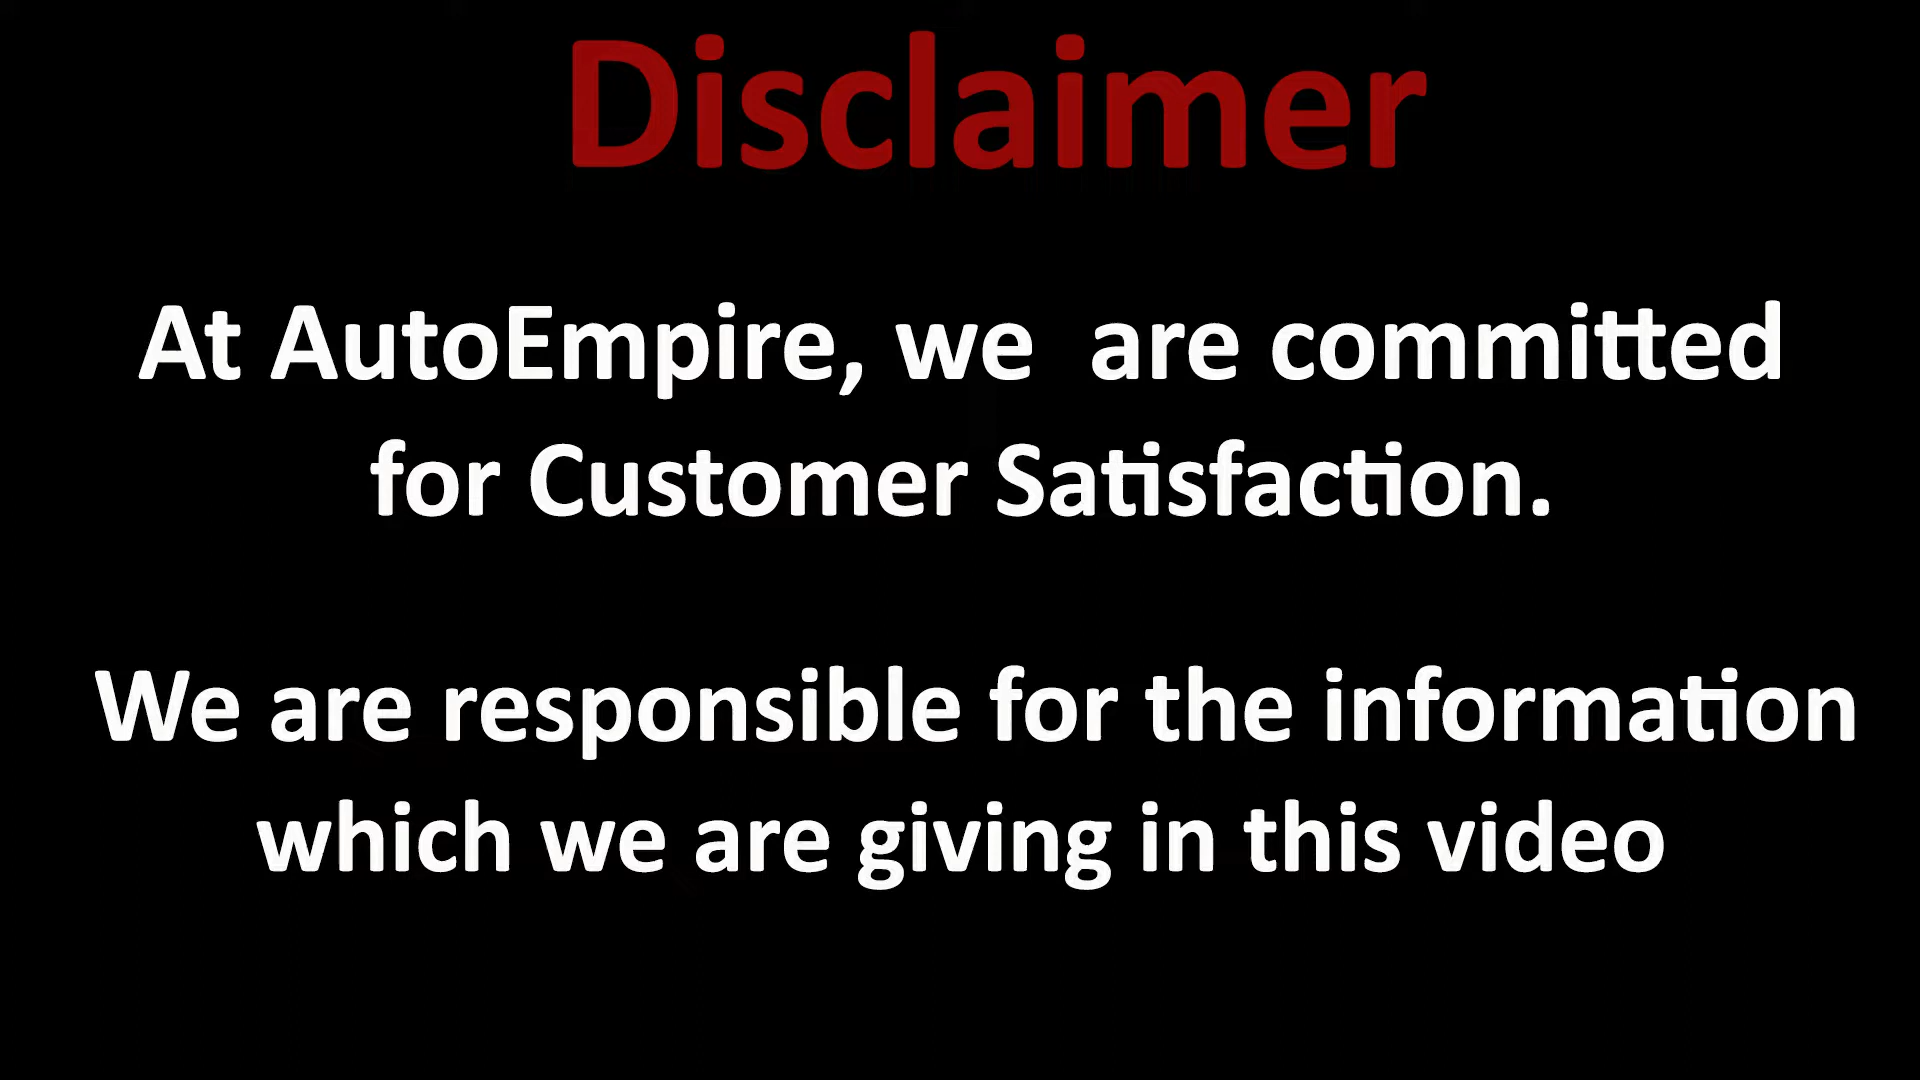 Disclaimer
At AutoEmpire, we  are committed
for Customer Satisfaction.
We are responsible for the information
which we are giving in this video